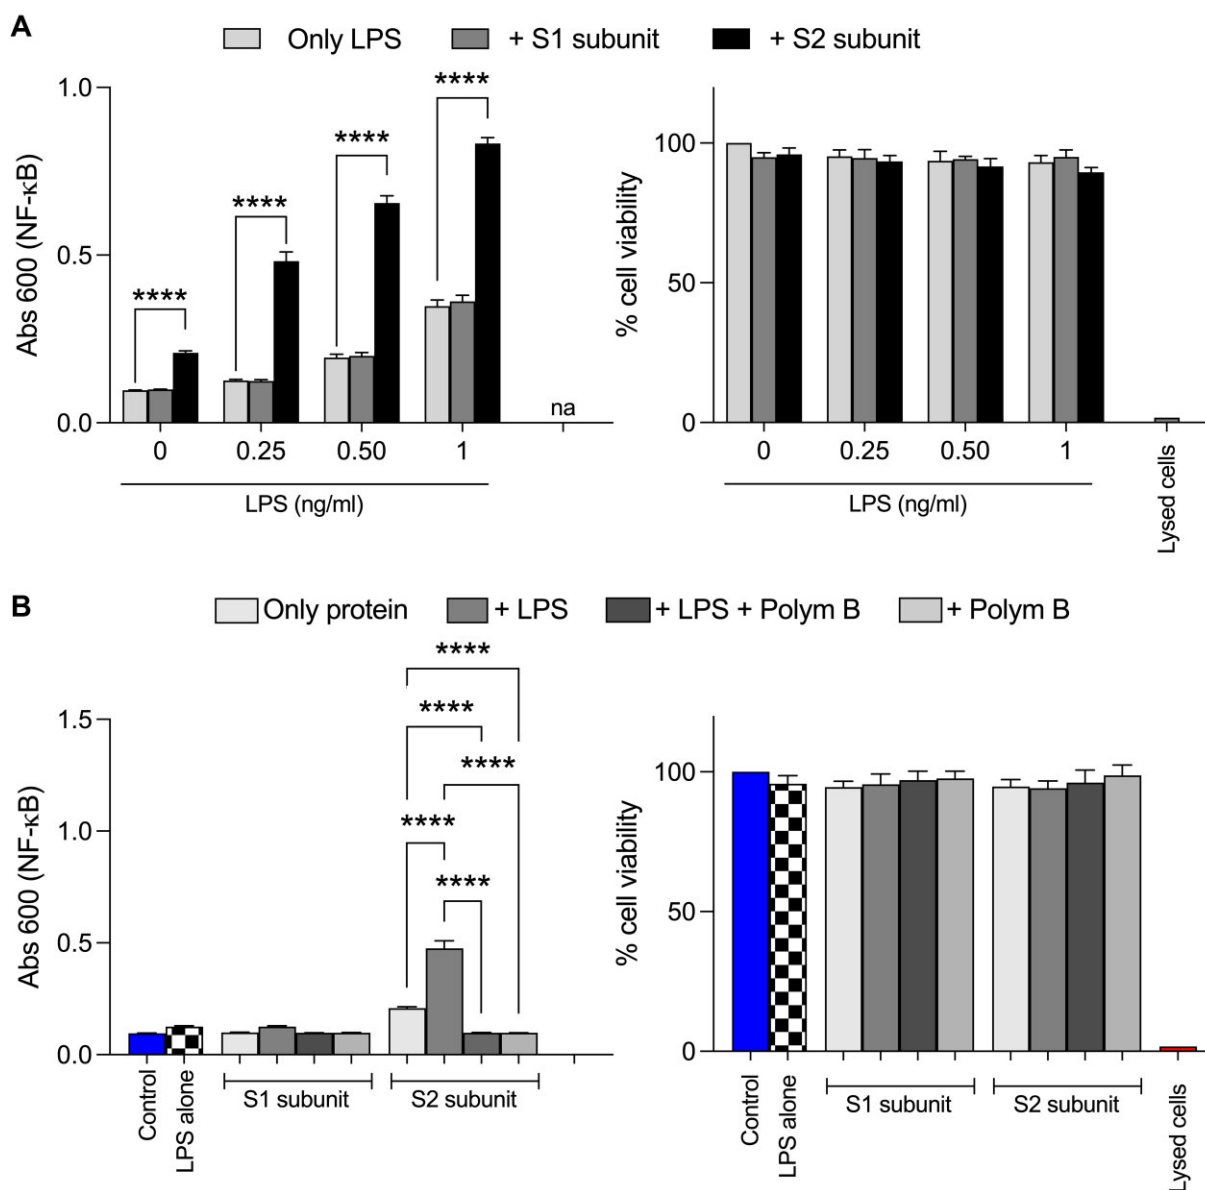 A
Only LPS + S1 subunit + S2 subunit
Abs 600 (NF-κB)
1.0
0.5
0.0
****
****
****
****
na
0 0.25 0.50 1
LPS (ng/ml)
% cell viability
100
50
0
0 0.25 0.50 1
LPS (ng/ml)
Lysed cells
B
Only protein + LPS + LPS + Polym B + Polym B
Abs 600 (NF-κB)
1.5
1.0
0.5
0.0
****
****
****
****
****
Control
LPS alone
S1 subunit
S2 subunit
% cell viability
100
50
0
Control
LPS alone
S1 subunit
S2 subunit
Lysed cells